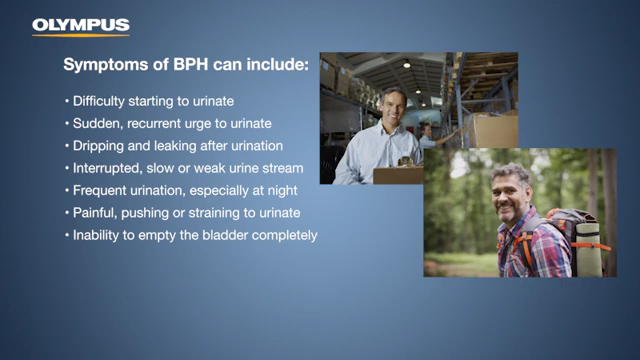 OLYMPUS
Symptoms of BPH can include:
• Difficulty starting to urinate
• Sudden, recurrent urge to urinate
• Dripping and leaking after urination
• Interrupted, slow or weak urine stream
• Frequent urination, especially at night
• Painful, pushing or straining to urinate
• Inability to empty the bladder completely